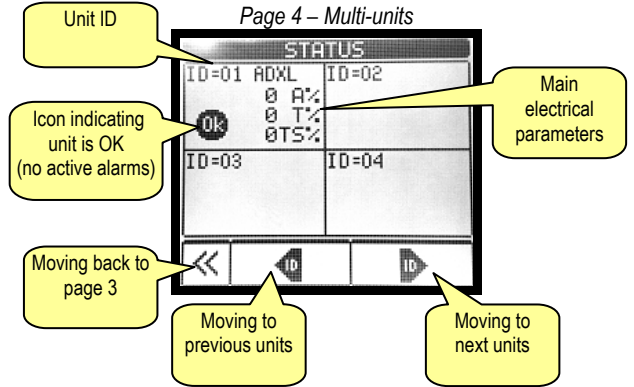 Page 4 – Multi-units
Unit ID
STATUS
ID=01 ADXL
0 A%
0 T%
0TS%
Ok
ID=02
ID=03
ID=04
Icon indicating
unit is OK
(no active alarms)
Main
electrical
parameters
Moving back to
page 3
<<
ID
ID
Moving to
previous units
Moving to
next units